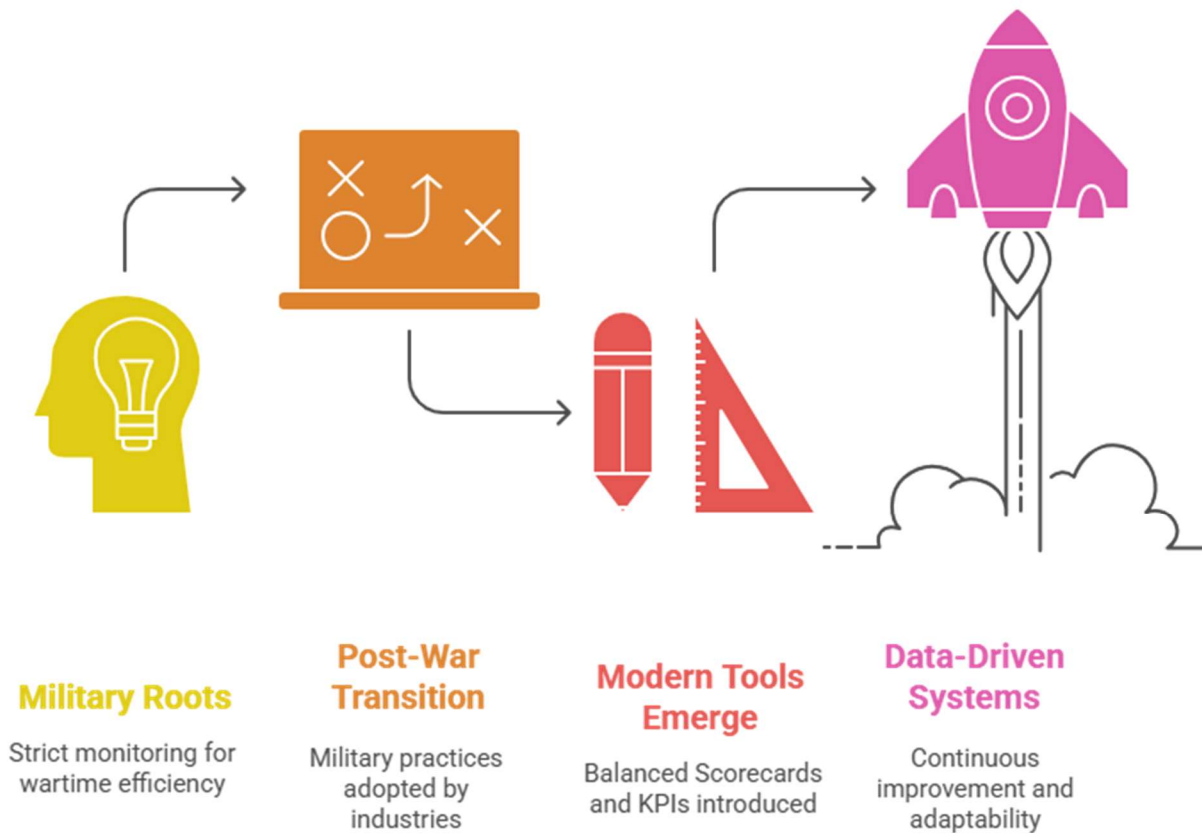 Military Roots
Strict monitoring for
wartime efficiency
Post-War
Transition
Military practices
adopted by
industries
Modern Tools
Emerge
Balanced Scorecards
and KPIs introduced
Data-Driven
Systems
Continuous
improvement and
adaptability